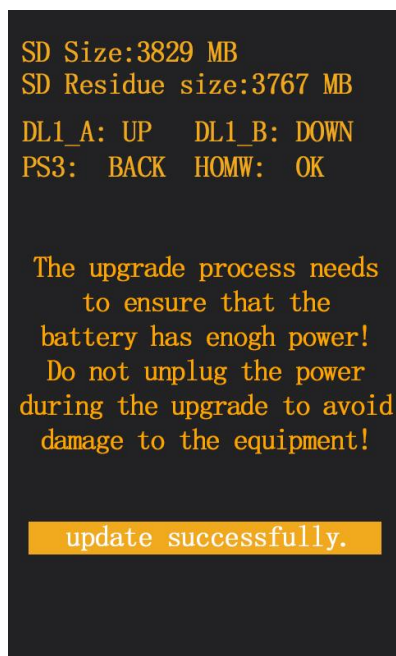 SD Size:3829 MB
SD Residue size:3767 MB
DL1_A: UP DL1_B: DOWN
PS3: BACK HOMW: OK
The upgrade process needs
to ensure that the
battery has enogh power!
Do not unplug the power
during the upgrade to avoid
damage to the equipment!
update successfully.